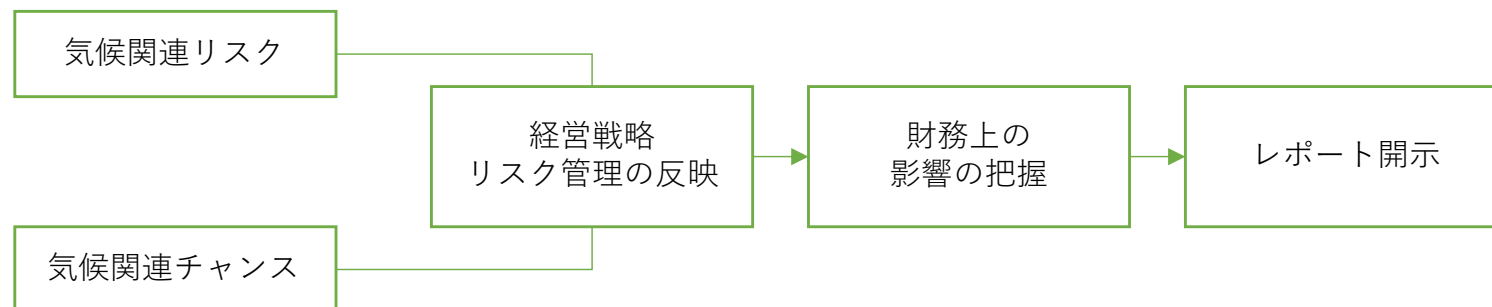 気候関連リスク
経営戦略
リスク管理の反映
財務上の
影響の把握
レポート開示
気候関連チャンス